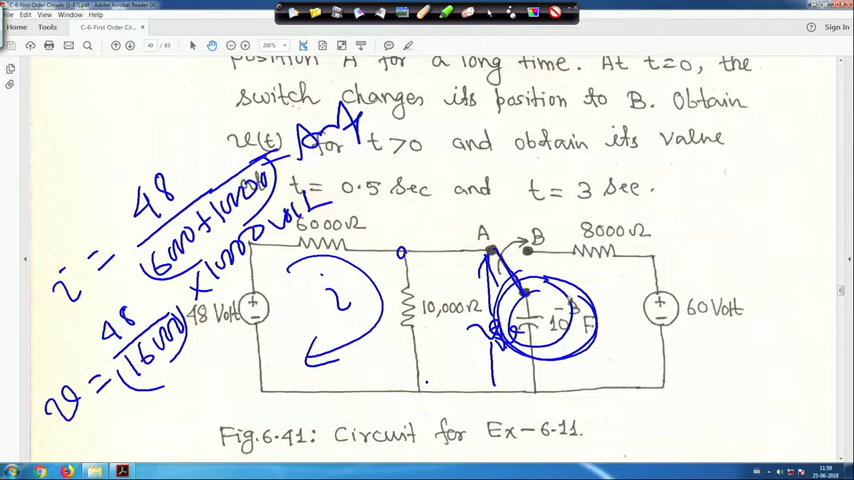 C-6-First Order Circuits [1-83].pdf - Adobe Acrobat Reader DC
File Edit View Window Help
Home Tools C-6-First Order Cir... ×
49 / 83 200%
position A for a long time. At t=0, the
switch changes its position to B. Obtain
v(t) for t>0 and obtain its value
t = 0.5 Sec and t = 3 Sec.
i = 48 / (6000+10000) Amp
v = 48 / (16000) × 10000 volt
6000Ω
A
B
8000Ω
48 Volt
i
10,000Ω
60 Volt
Fig.6.41: Circuit for Ex-6.11.
11:59
25-06-2018